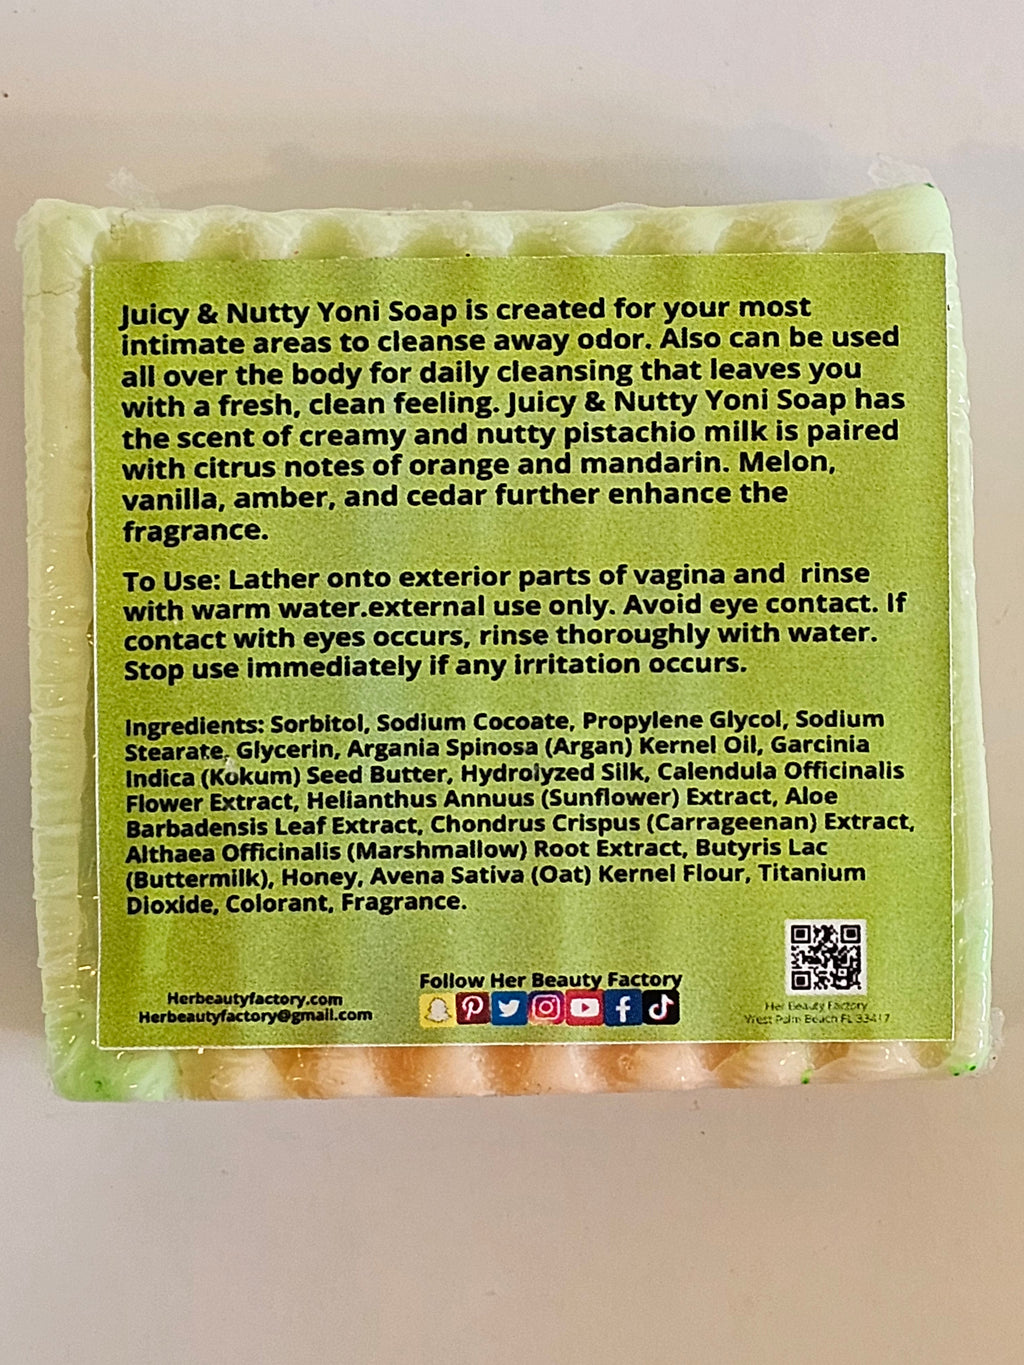 Juicy & Nutty Yoni Soap is created for your most
intimate areas to cleanse away odor. Also can be used
all over the body for daily cleansing that leaves you
with a fresh, clean feeling. Juicy & Nutty Yoni Soap has
the scent of creamy and nutty pistachio milk is paired
with citrus notes of orange and mandarin. Melon,
vanilla, amber, and cedar further enhance the
fragrance.
To Use: Lather onto exterior parts of vagina and rinse
with warm water.external use only. Avoid eye contact. If
contact with eyes occurs, rinse thoroughly with water.
Stop use immediately if any irritation occurs.
Ingredients: Sorbitol, Sodium Cocoate, Propylene Glycol, Sodium
Stearate, Glycerin, Argania Spinosa (Argan) Kernel Oil, Garcinia
Indica (Kokum) Seed Butter, Hydrolyzed Silk, Calendula Officinalis
Flower Extract, Helianthus Annuus (Sunflower) Extract, Aloe
Barbadensis Leaf Extract, Chondrus Crispus (Carrageenan) Extract,
Althaea Officinalis (Marshmallow) Root Extract, Butyris Lac
(Buttermilk), Honey, Avena Sativa (Oat) Kernel Flour, Titanium
Dioxide, Colorant, Fragrance.
Follow Her Beauty Factory
Herbeautyfactory.com
Herbeautyfactory@gmail.com
Her Beauty Factory
West Palm Beach FL 33417